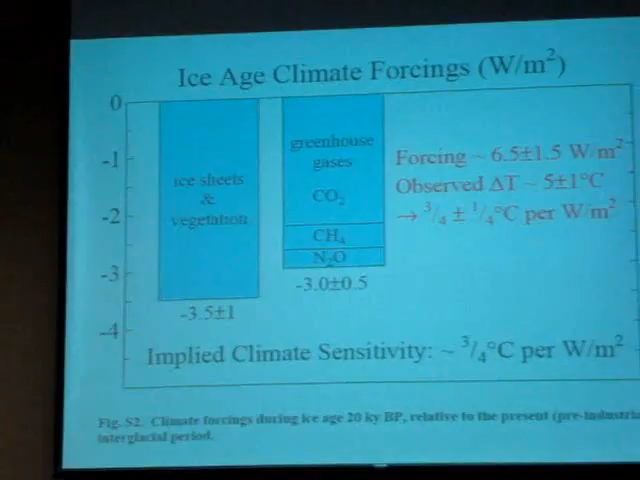 Ice Age Climate Forcings (W/m²)
0
-1
-2
-3
-4
ice sheets
&
vegetation
-3.5±1
greenhouse
gases
CO₂
CH₄
N₂O
-3.0±0.5
Forcing ~ 6.5±1.5 W/m²
Observed ΔT ~ 5±1°C
→ ³/₄ ± ¹/₄°C per W/m²
Implied Climate Sensitivity: ~ ³/₄°C per W/m²
Fig. S2. Climate forcings during ice age 20 ky BP, relative to the present (pre-industria
interglacial period.